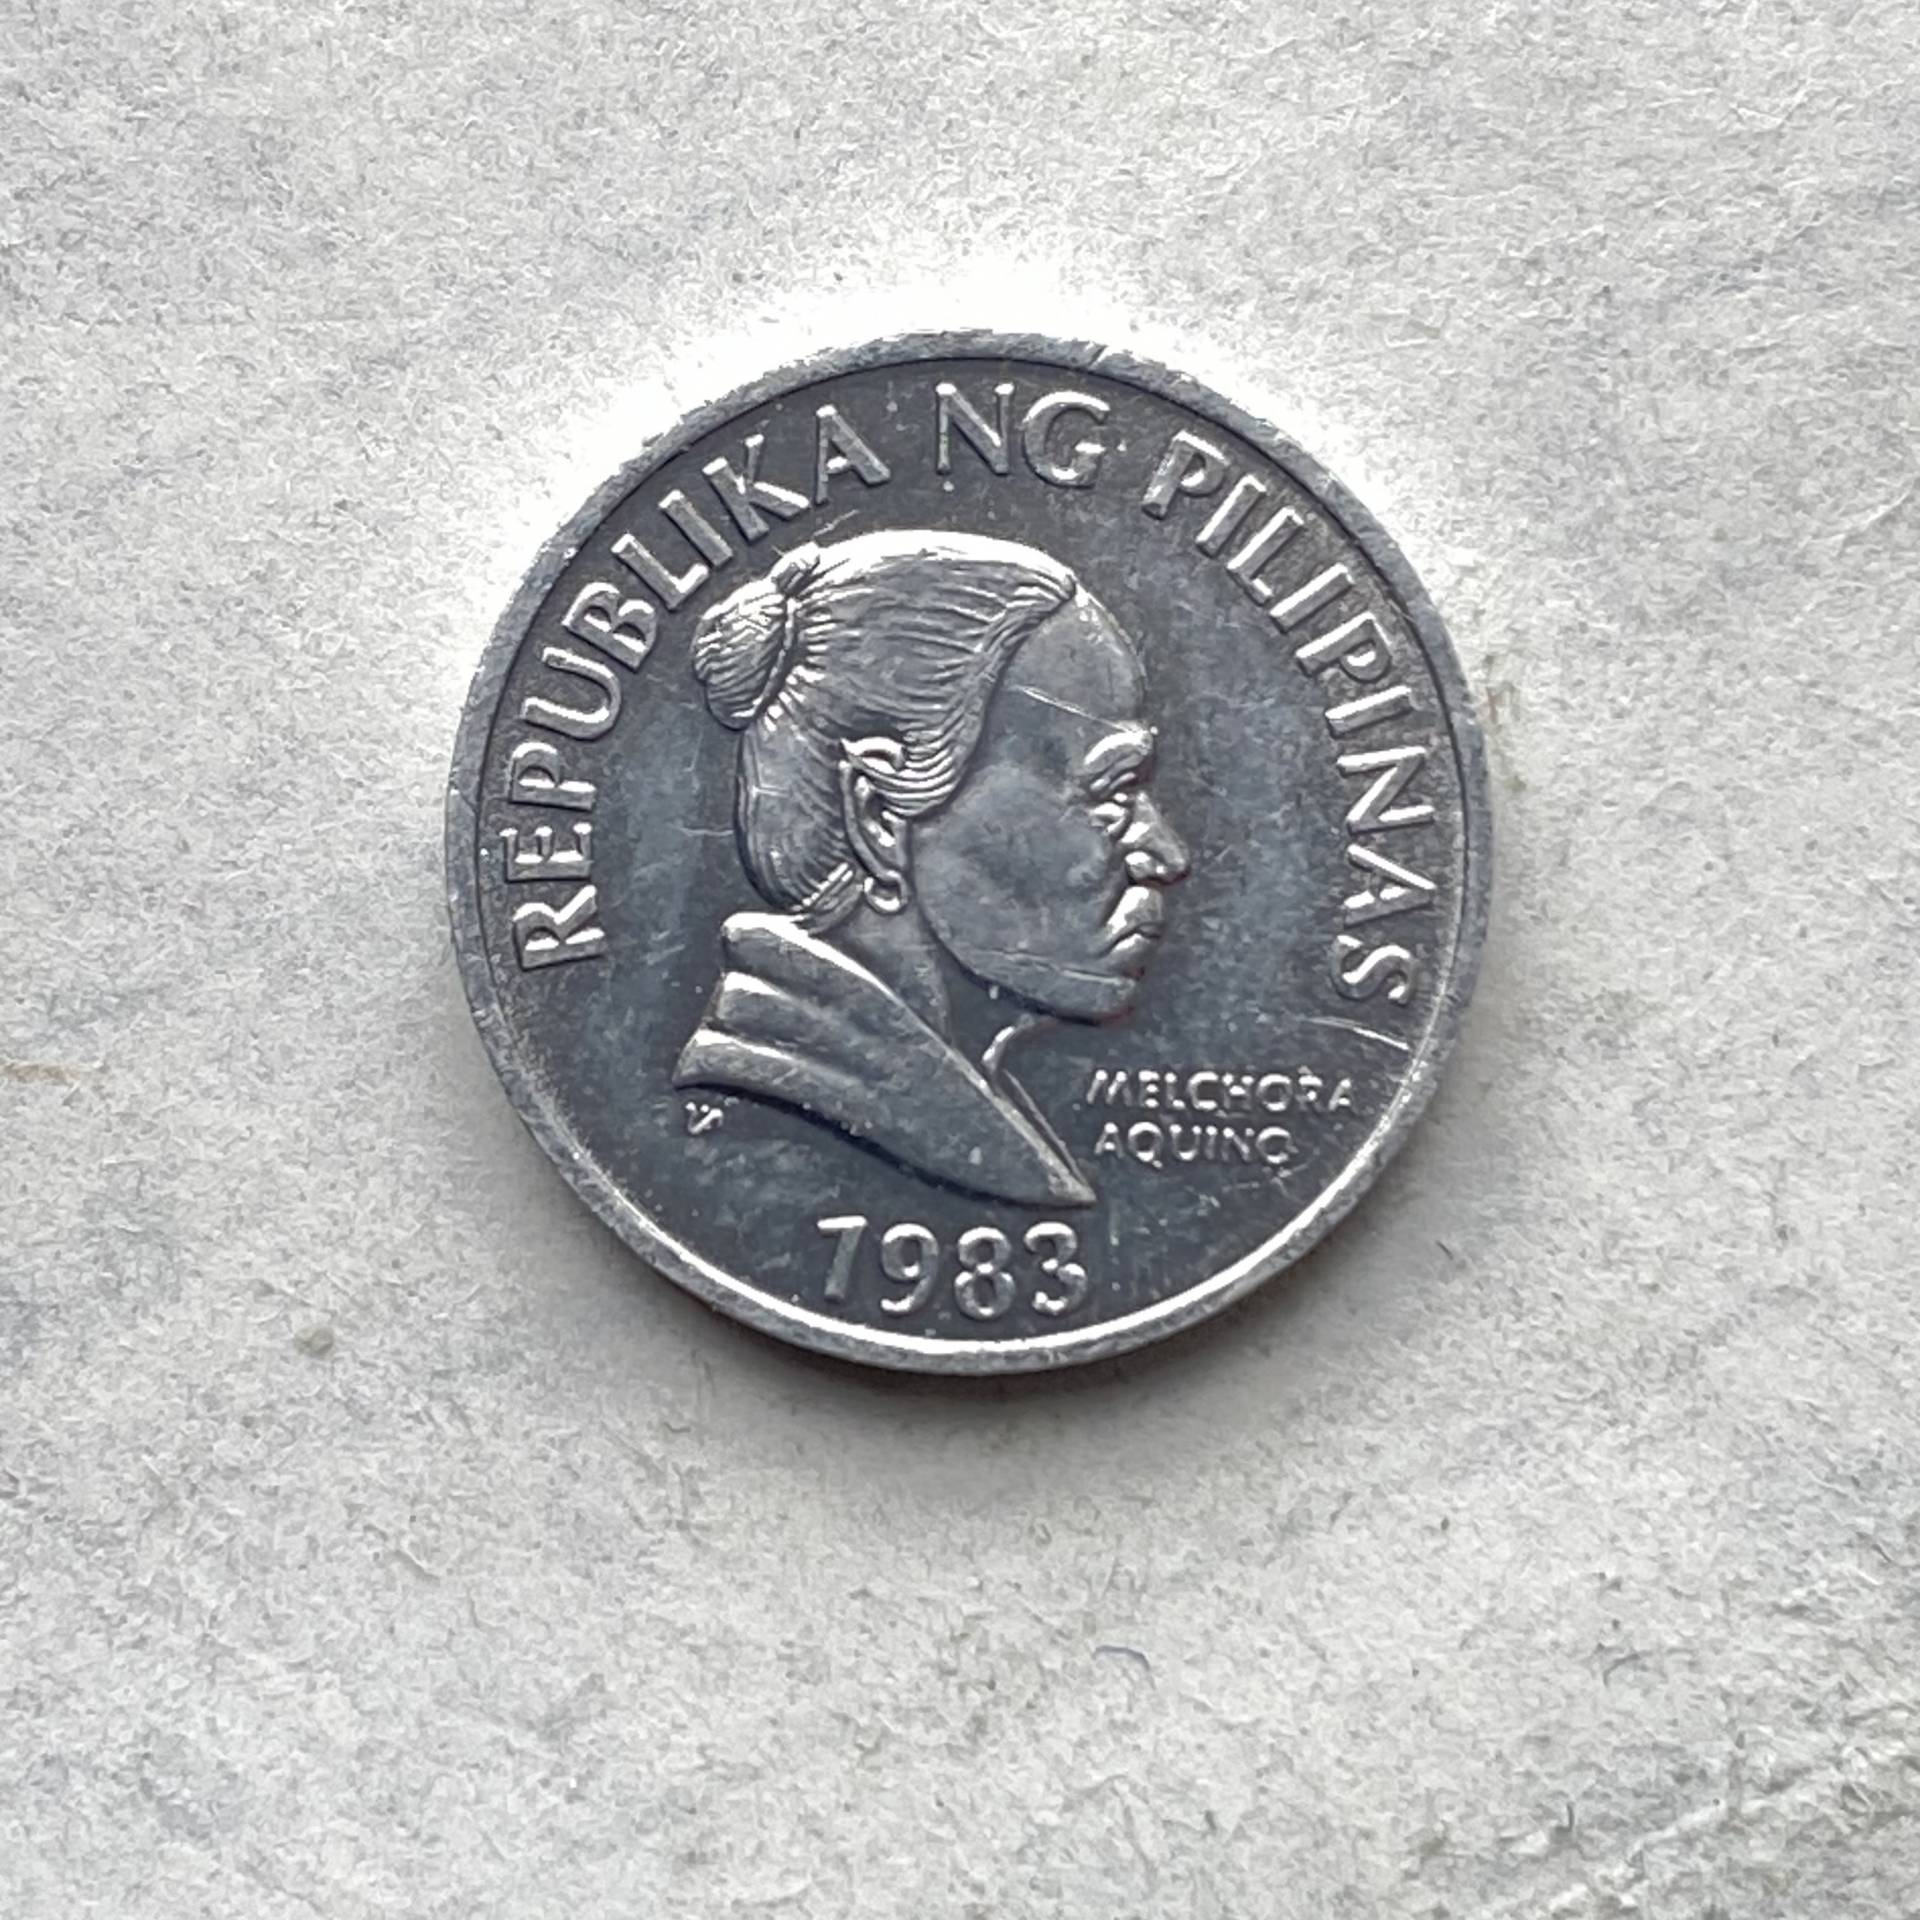 REPUBLIKA NG PILIPINAS
MELCHORA
AQUINO
1983